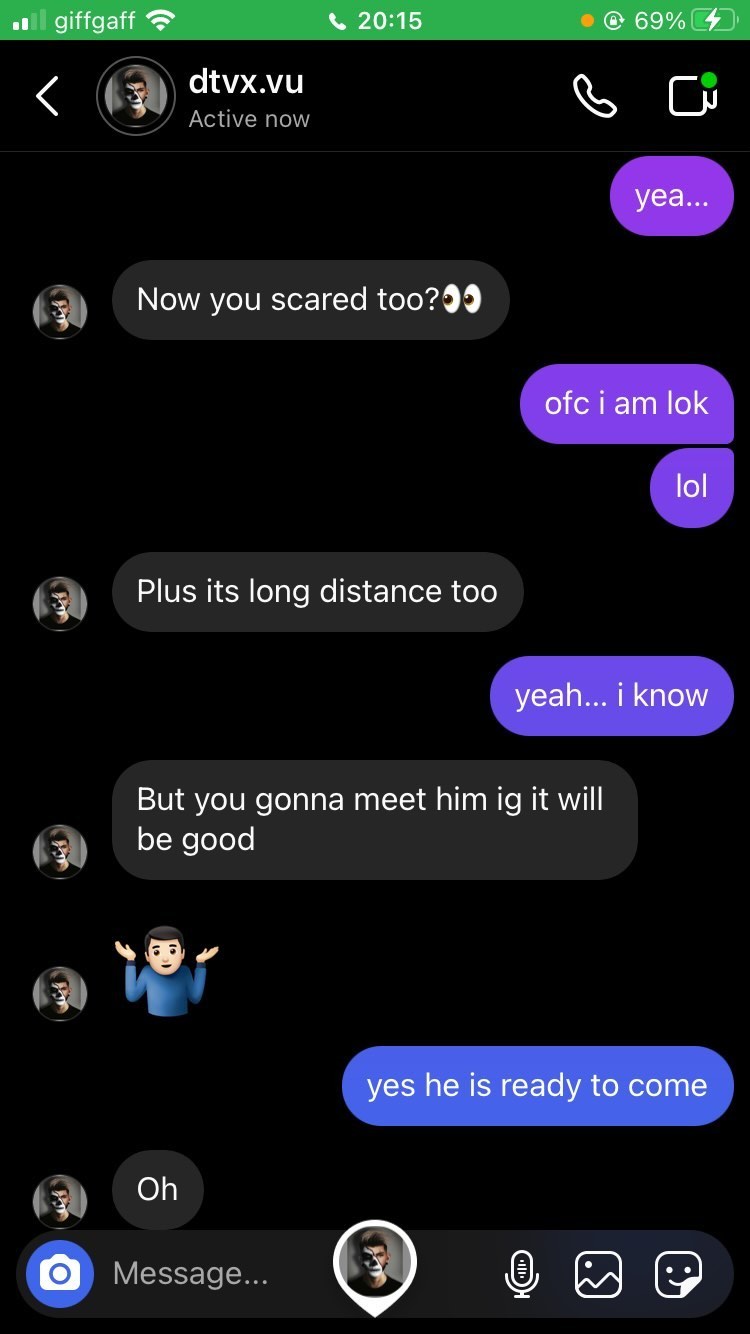 giffgaff 20:15 69%
dtvx.vu
Active now
yea...
Now you scared too?👀
ofc i am lok
lol
Plus its long distance too
yeah... i know
But you gonna meet him ig it will
be good
🤷🏻‍♂️
yes he is ready to come
Oh
Message...